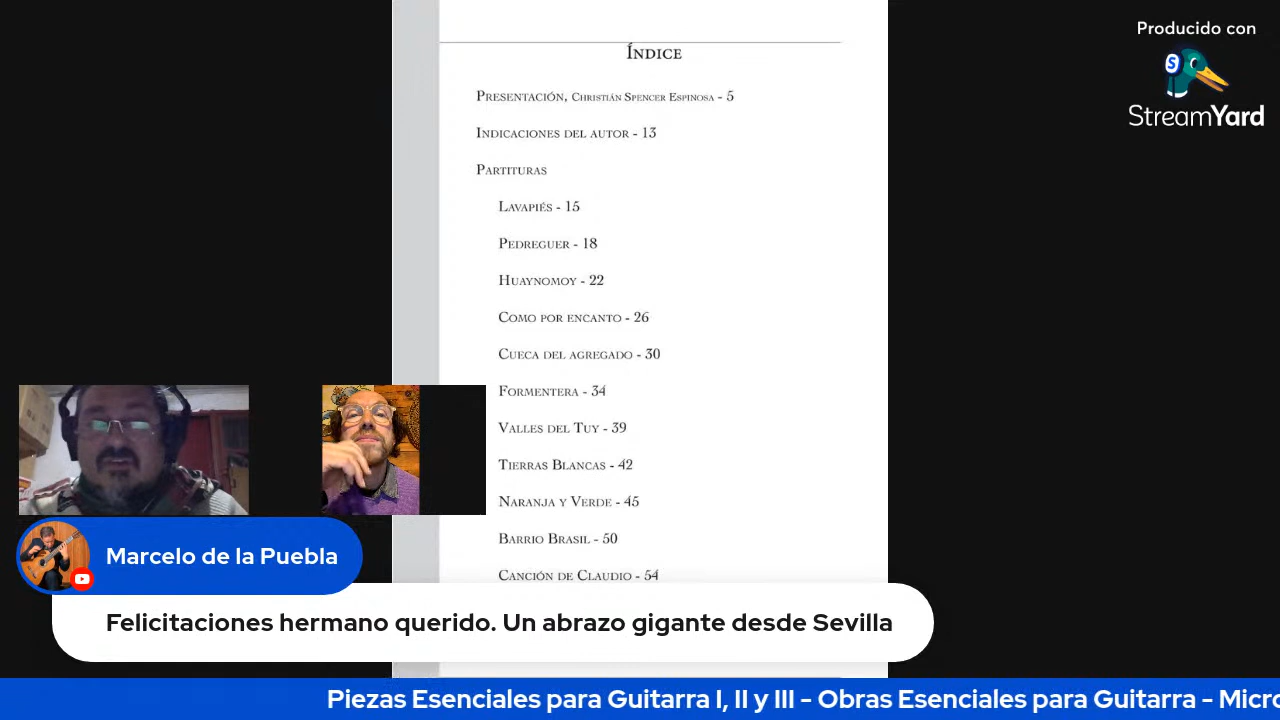 Producido con
StreamYard
Índice
Presentación, Christián Spencer Espinosa - 5
Indicaciones del autor - 13
Partituras
Lavapiés - 15
Pedreguer - 18
Huaynomoy - 22
Como por encanto - 26
Cueca del agregado - 30
Formentera - 34
Valles del Tuy - 39
Tierras Blancas - 42
Naranja y Verde - 45
Barrio Brasil - 50
Canción de Claudio - 54
Marcelo de la Puebla
Felicitaciones hermano querido. Un abrazo gigante desde Sevilla
Piezas Esenciales para Guitarra I, II y III - Obras Esenciales para Guitarra - Micro